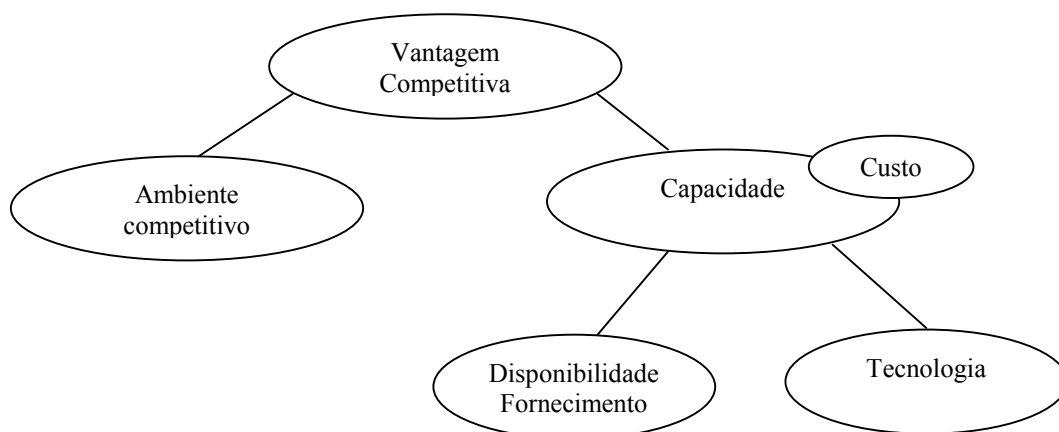 Vantagem
Competitiva
Custo
Capacidade
Ambiente
competitivo
Disponibilidade
Fornecimento
Tecnologia